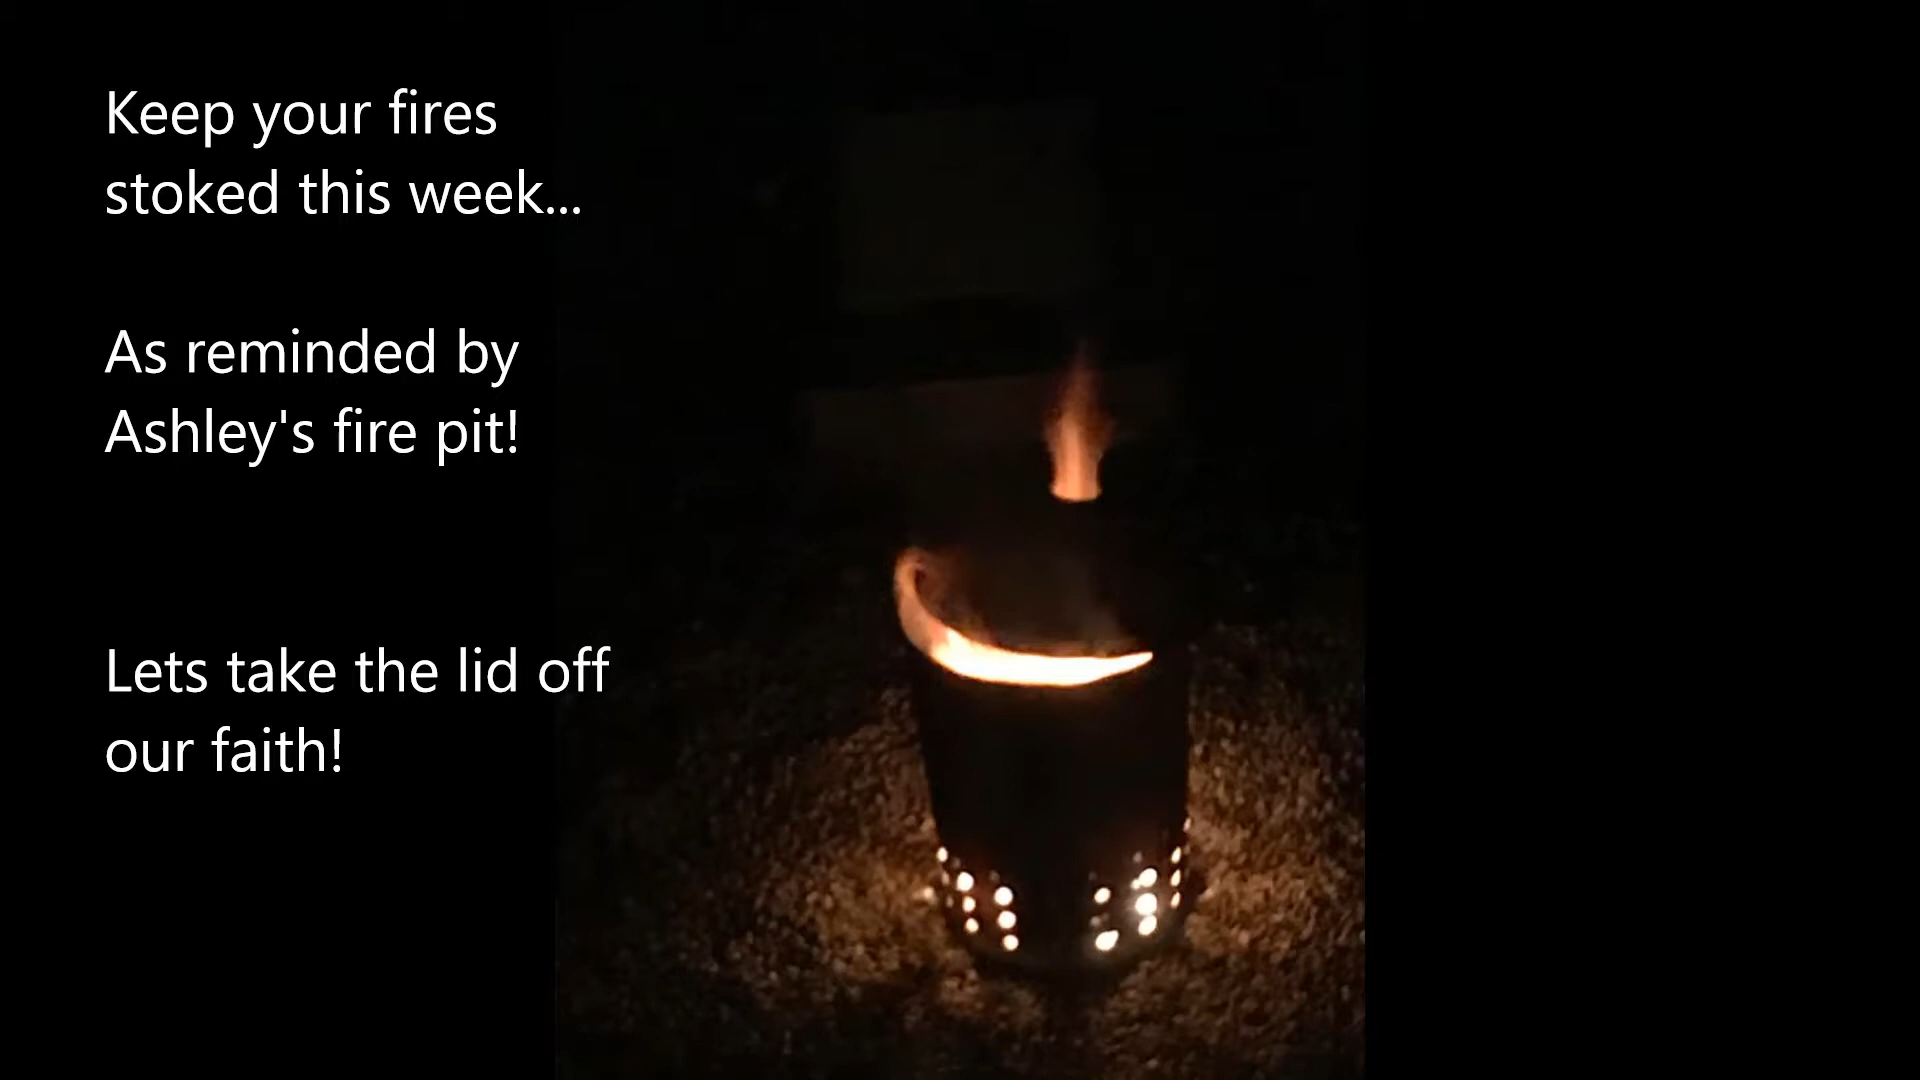 Keep your fires
stoked this week...
As reminded by
Ashley's fire pit!
Lets take the lid off
our faith!